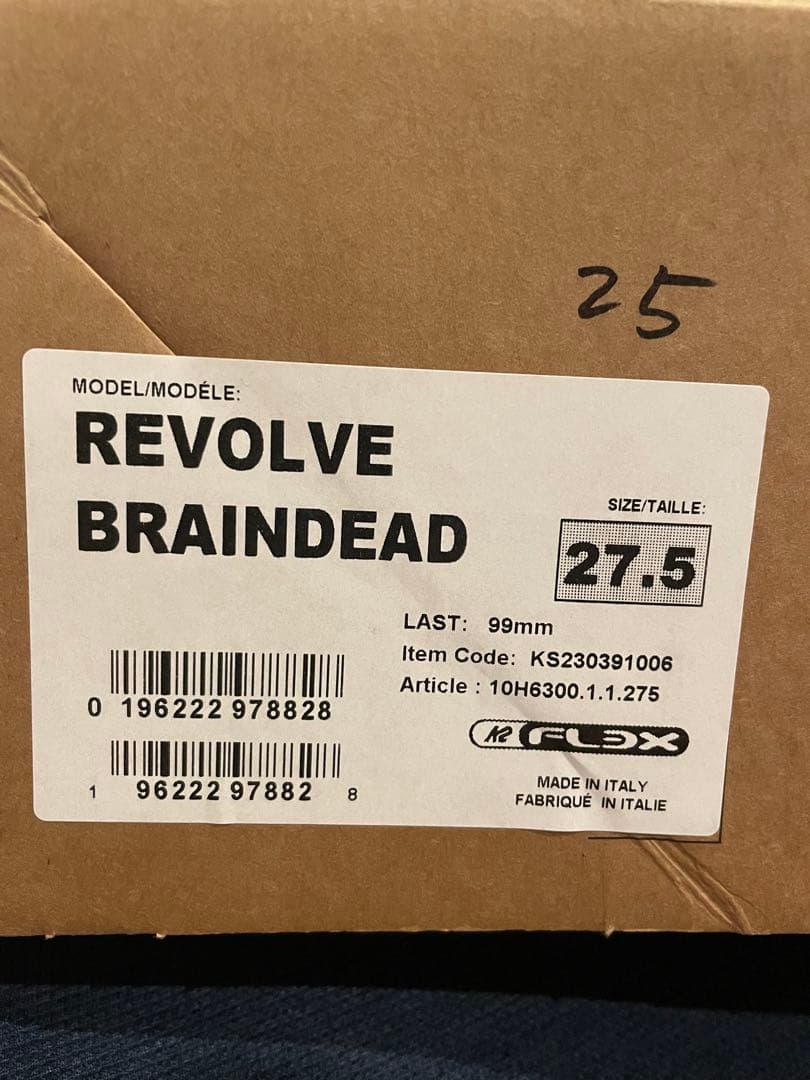 25
MODEL/MODÉLE:
REVOLVE
BRAINDEAD
SIZE/TAILLE:
27.5
LAST: 99mm
Item Code: KS230391006
Article : 10H6300.1.1.275
0 196222 978828
K2 FL3X
1 96222 97882 8
MADE IN ITALY
FABRIQUÉ IN ITALIE